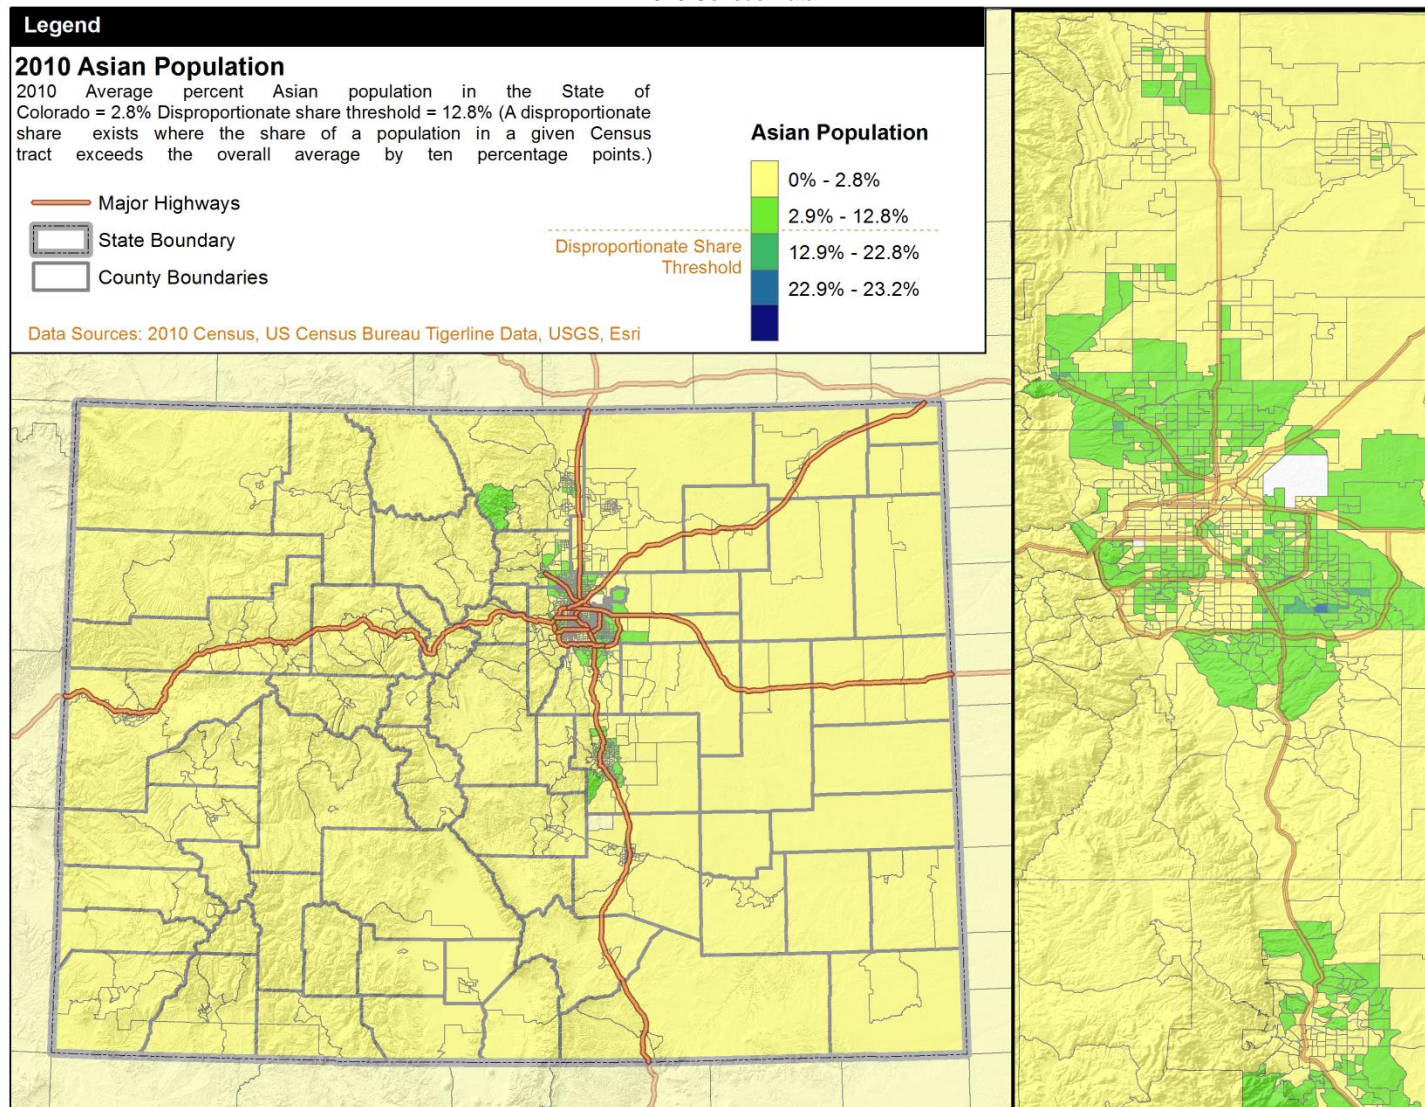 Legend
2010 Asian Population
2010 Average percent Asian population in the State of
Colorado = 2.8% Disproportionate share threshold = 12.8% (A disproportionate
share exists where the share of a population in a given Census
tract exceeds the overall average by ten percentage points.)
Major Highways
State Boundary
County Boundaries
Data Sources: 2010 Census, US Census Bureau Tigerline Data, USGS, Esri
Asian Population
0% - 2.8%
2.9% - 12.8%
Disproportionate Share
Threshold
12.9% - 22.8%
22.9% - 23.2%